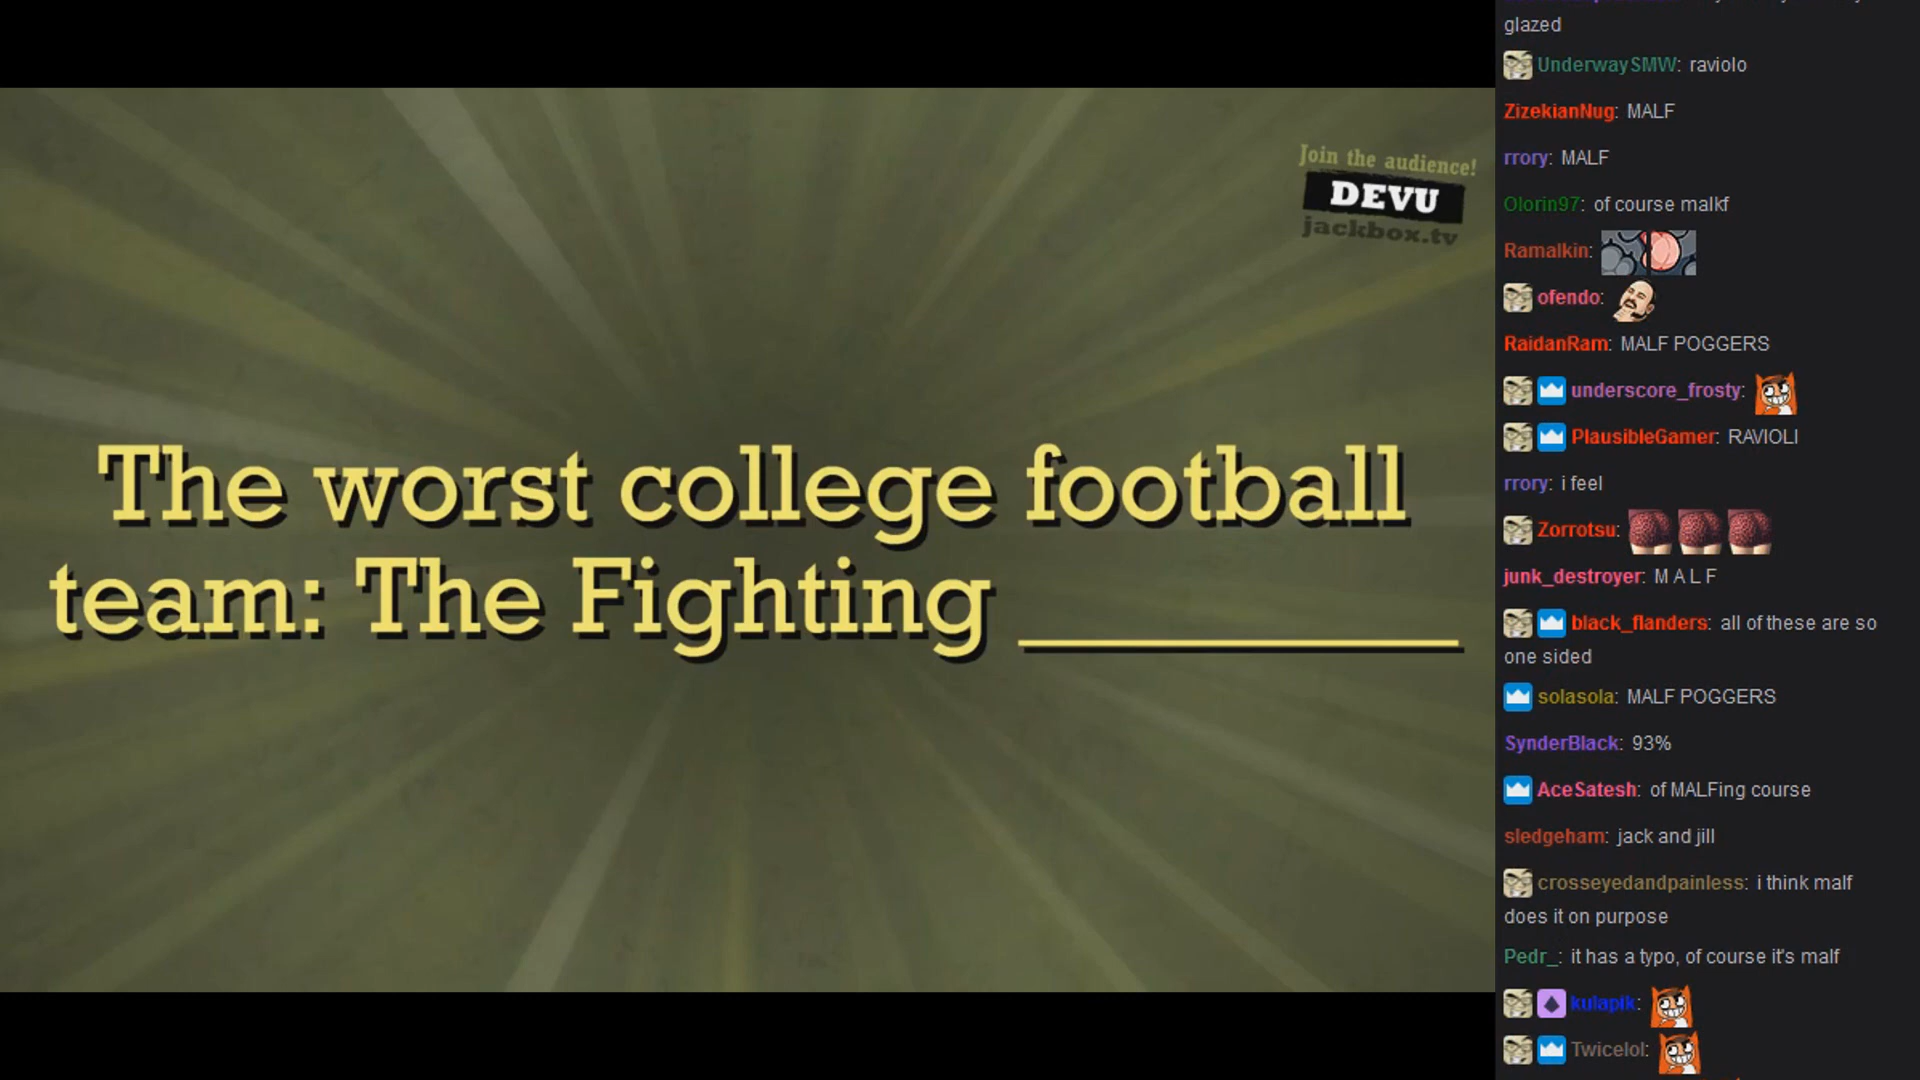 The worst college football
team: The Fighting
Join the audience!
DEVU
jackbox.tv
glazed
UnderwaySMW: raviolo
ZizekianNug: MALF
rrory: MALF
Olorin97: of course malkf
Ramalkin:
ofendo:
RaidanRam: MALF POGGERS
underscore_frosty:
PlausibleGamer: RAVIOLI
rrory: i feel
Zorrotsu:
junk_destroyer: M A L F
black_flanders: all of these are so
one sided
solasola: MALF POGGERS
SynderBlack: 93%
AceSatesh: of MALFing course
sledgeham: jack and jill
crosseyedandpainless: i think malf
does it on purpose
Pedr_: it has a typo, of course it's malf
kulapik:
Twicelol: